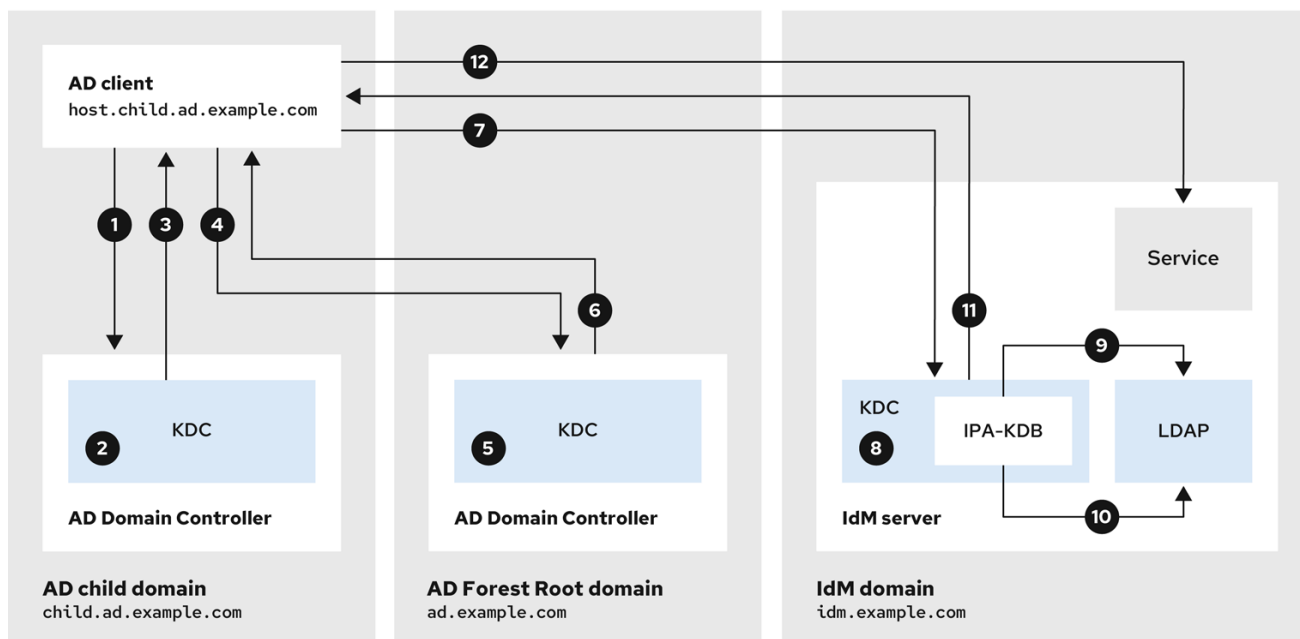 AD client
host.child.ad.example.com
12
7
1
3
4
6
11
9
Service
2
KDC
AD Domain Controller
5
KDC
AD Domain Controller
KDC
8
IPA-KDB
LDAP
10
IdM server
AD child domain
child.ad.example.com
AD Forest Root domain
ad.example.com
IdM domain
idm.example.com